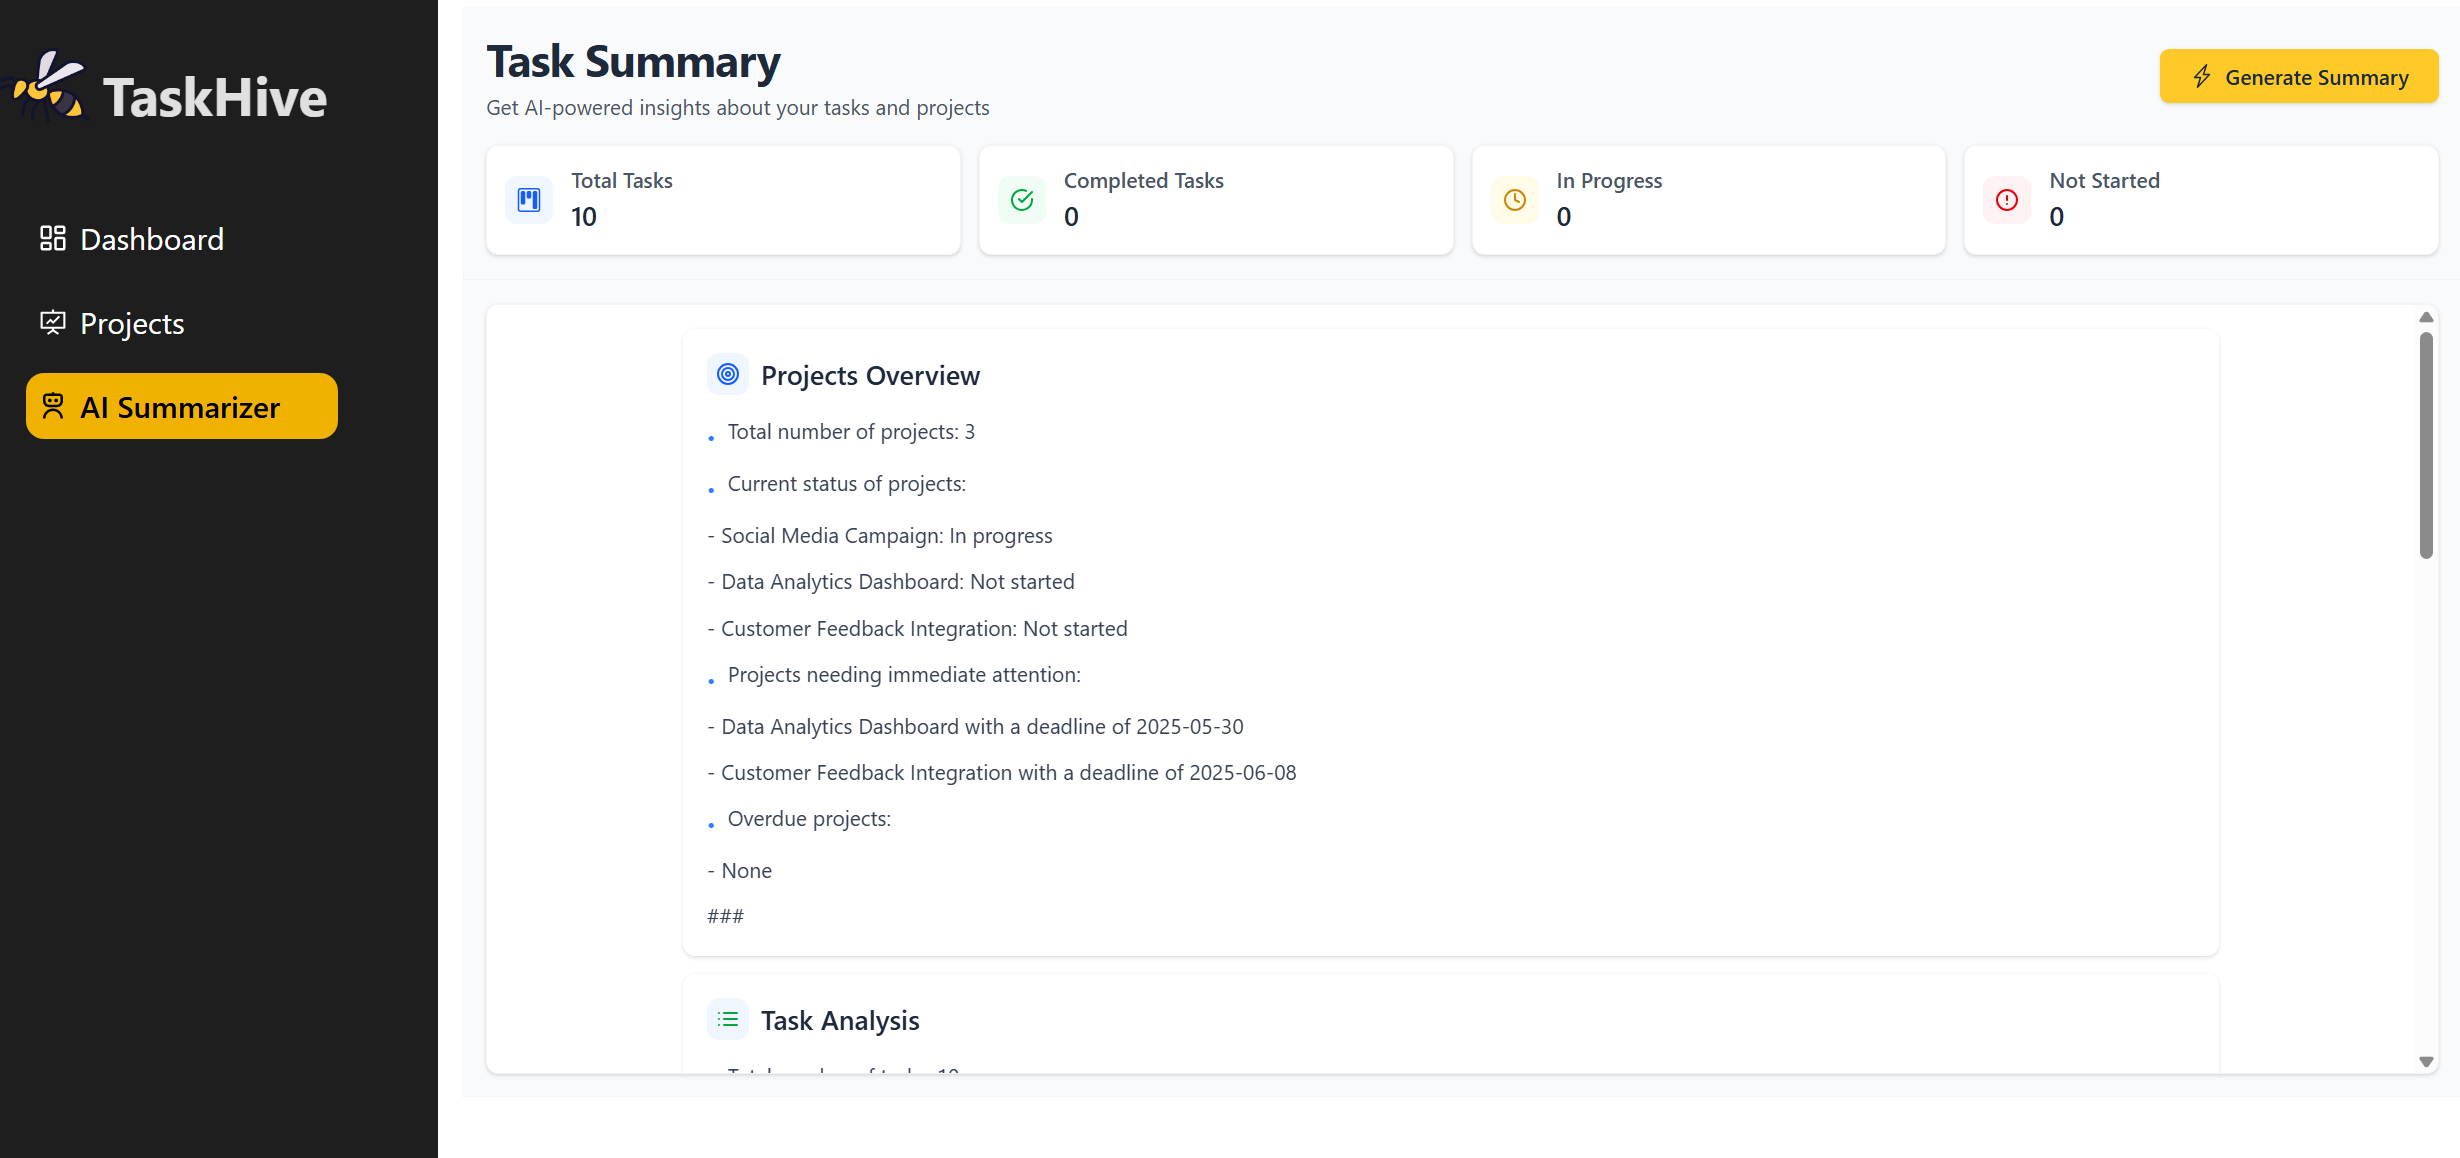 TaskHive
Dashboard
Projects
AI Summarizer
Task Summary
Get AI-powered insights about your tasks and projects
Generate Summary
Total Tasks
10
Completed Tasks
0
In Progress
0
Not Started
0
Projects Overview
• Total number of projects: 3
• Current status of projects:
- Social Media Campaign: In progress
- Data Analytics Dashboard: Not started
- Customer Feedback Integration: Not started
• Projects needing immediate attention:
- Data Analytics Dashboard with a deadline of 2025-05-30
- Customer Feedback Integration with a deadline of 2025-06-08
• Overdue projects:
- None
###
Task Analysis